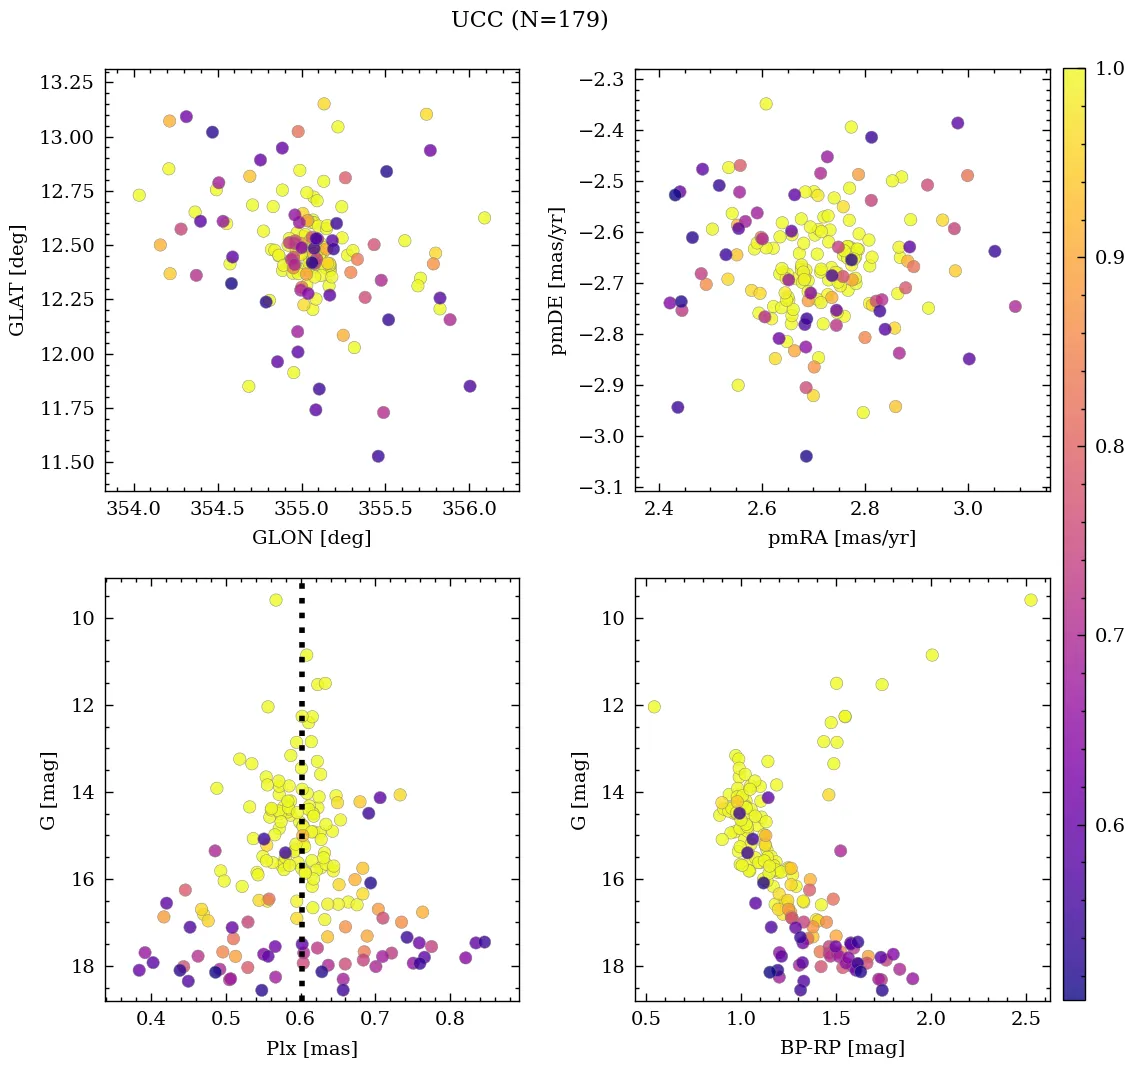 UCC (N=179)
13.25
13.00
12.75
12.50
12.25
12.00
11.75
11.50
GLAT [deg]
354.0 354.5 355.0 355.5 356.0
GLON [deg]
−2.3
−2.4
−2.5
−2.6
−2.7
−2.8
−2.9
−3.0
−3.1
pmDE [mas/yr]
2.4 2.6 2.8 3.0
pmRA [mas/yr]
10
12
14
16
18
G [mag]
0.4 0.5 0.6 0.7 0.8
Plx [mas]
10
12
14
16
18
G [mag]
0.5 1.0 1.5 2.0 2.5
BP-RP [mag]
1.0
0.9
0.8
0.7
0.6